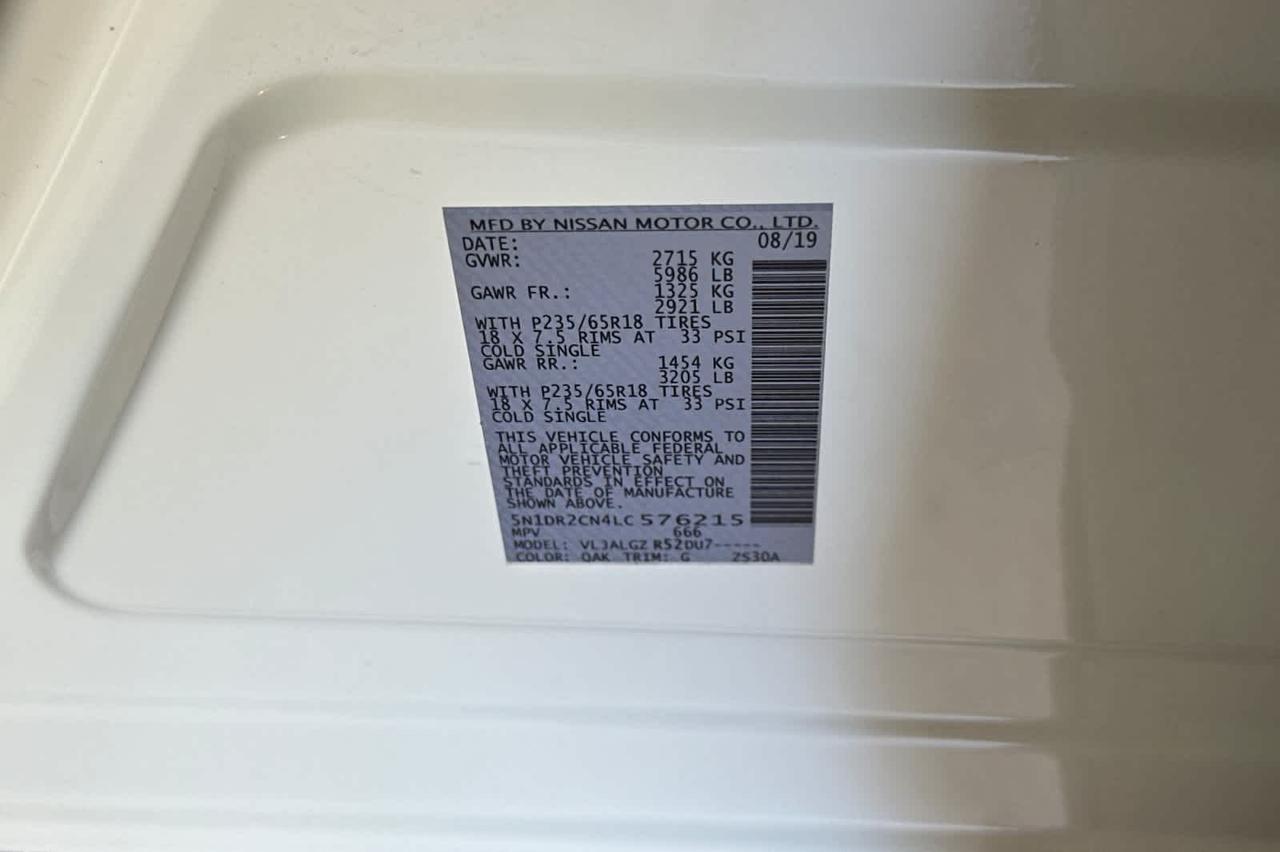 MFD BY NISSAN MOTOR CO., LTD.
DATE: 08/19
GVWR: 2715 KG
5986 LB
GAWR FR.: 1325 KG
2921 LB
WITH P235/65R18 TIRES
18 X 7.5 RIMS AT 33 PSI
COLD SINGLE
GAWR RR.: 1454 KG
3205 LB
WITH P235/65R18 TIRES
18 X 7.5 RIMS AT 33 PSI
COLD SINGLE
THIS VEHICLE CONFORMS TO
ALL APPLICABLE FEDERAL
MOTOR VEHICLE SAFETY AND
THEFT PREVENTION
STANDARDS IN EFFECT ON
THE DATE OF MANUFACTURE
SHOWN ABOVE.
5N1DR2CN4LC576215
MPV 666
MODEL: VLJALGZ R52DU7-----
COLOR: QAK TRIM: G ZS30A